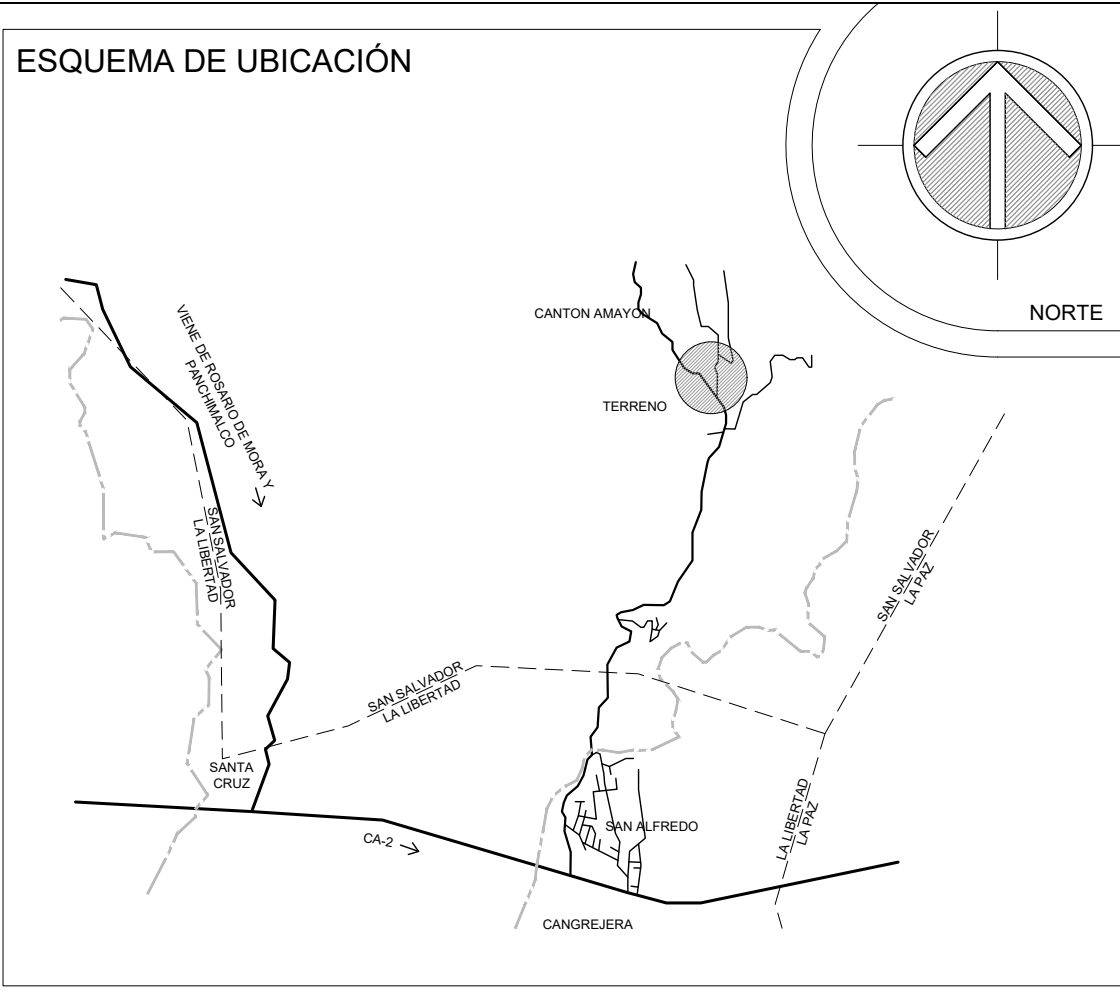 ESQUEMA DE UBICACIÓN
NORTE
VIENE DE ROSARIO DE MORA Y
PANCHIMALCO
CANTON AMAYON
TERRENO
SAN SALVADOR
LA LIBERTAD
SAN SALVADOR
LA PAZ
SAN SALVADOR
LA LIBERTAD
SANTA
CRUZ
LA LIBERTAD
LA PAZ
SAN ALFREDO
CA-2
CANGREJERA